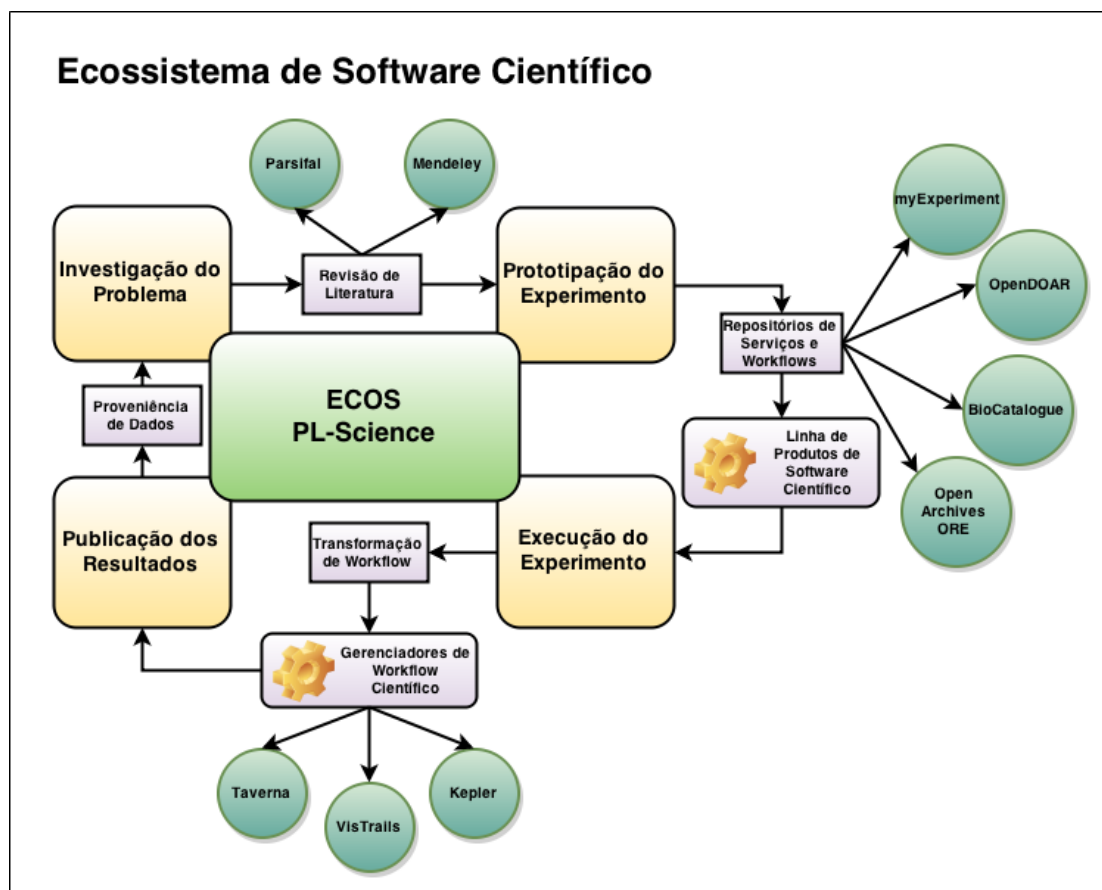 Ecossistema de Software Científico
Parsifal
Mendeley
myExperiment
OpenDOAR
BioCatalogue
Open
Archives
ORE
Investigação do
Problema
Revisão de
Literatura
Prototipação do
Experimento
Repositórios de
Serviços e
Workflows
Linha de
Produtos de
Software
Científico
ECOS
PL-Science
Proveniência
de Dados
Publicação dos
Resultados
Transformação
de Workflow
Execução do
Experimento
Gerenciadores de
Workflow
Científico
Taverna
VisTrails
Kepler